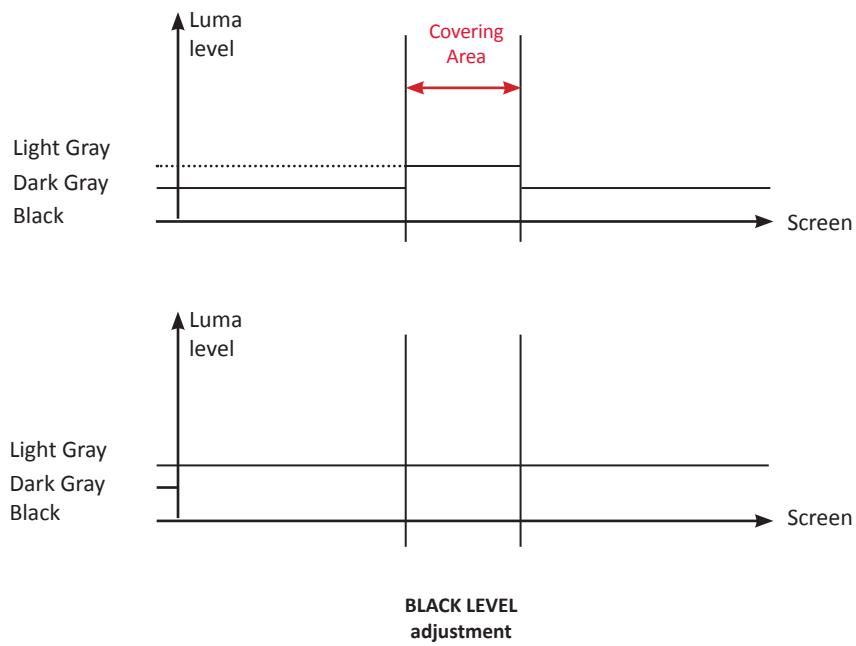 Luma
level
Covering
Area
Light Gray
Dark Gray
Black
Screen
Luma
level
Light Gray
Dark Gray
Black
Screen
BLACK LEVEL
adjustment